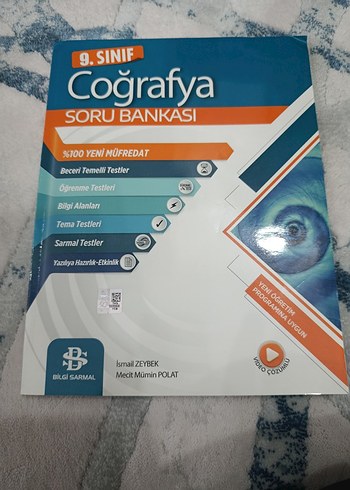 9. SINIF
Coğrafya
SORU BANKASI
%100 YENİ MÜFREDAT
Beceri Temelli Testler
Öğrenme Testleri
Bilgi Alanları
Tema Testleri
Sarmal Testler
Yazılıya Hazırlık-Etkinlik
YENİ ÖĞRETİM
PROGRAMINA UYGUN
BS
BİLGİ SARMAL
İsmail ZEYBEK
Mecit Mümin POLAT
VİDEO ÇÖZÜMLÜ